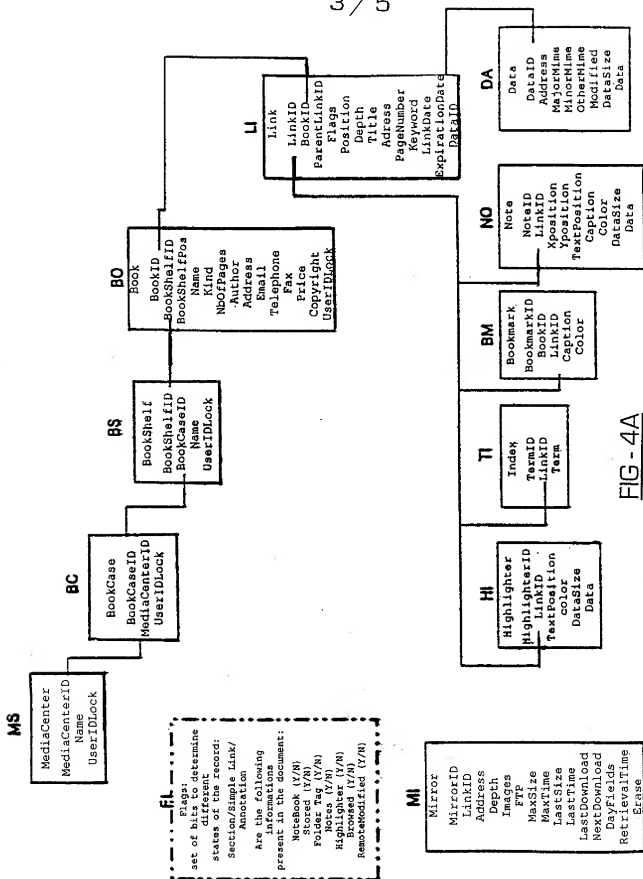 3/5
MS
MediaCenter
MediaCenterID
Name
UserIDLock
BC
BookCase
BookCaseID
MediaCenterID
UserIDLock
BS
BookShelf
BookShelfID
BookCaseID
Name
UserIDLock
BO
Book
BookID
BookShelfID
BookShelfPos
Name
Kind
NbOfPages
Author
Address
Email
Telephone
Fax
Price
Copyright
UserIDLock
LI
Link
LinkID
BookID
ParentLinkID
Flags
Position
Depth
Title
Adress
PageNumber
Keyword
LinkDate
ExpirationDate
DataID
FL
Flags:
set of bits to determine
different
states of the record:
Section/Simple Link/
Annotation
Are the following
informations
present in the document:
NoteBook (Y/N)
Stored (Y/N)
Folder Tag (Y/N)
Notes (Y/N)
Highlighter (Y/N)
Browsed (Y/N)
RemoteModified (Y/N)
MI
Mirror
MirrorID
LinkID
Address
Depth
Images
FTP
MaxSize
MaxTime
LastSize
LastTime
LastDownload
NextDownload
DayFields
RetrievalTime
Erase
HI
Highlighter
HighlighterID
LinkID
TextPosition
color
DataSize
Data
TI
Index
TermID
LinkID
Term
BM
Bookmark
BookmarkID
BookID
LinkID
Caption
Color
NO
Note
NoteID
LinkID
Xposition
Yposition
TextPosition
Caption
Color
DataSize
Data
DA
Data
DataID
Address
MajorMime
MinorMime
OtherMime
Modified
DataSize
Data
FIG-4A